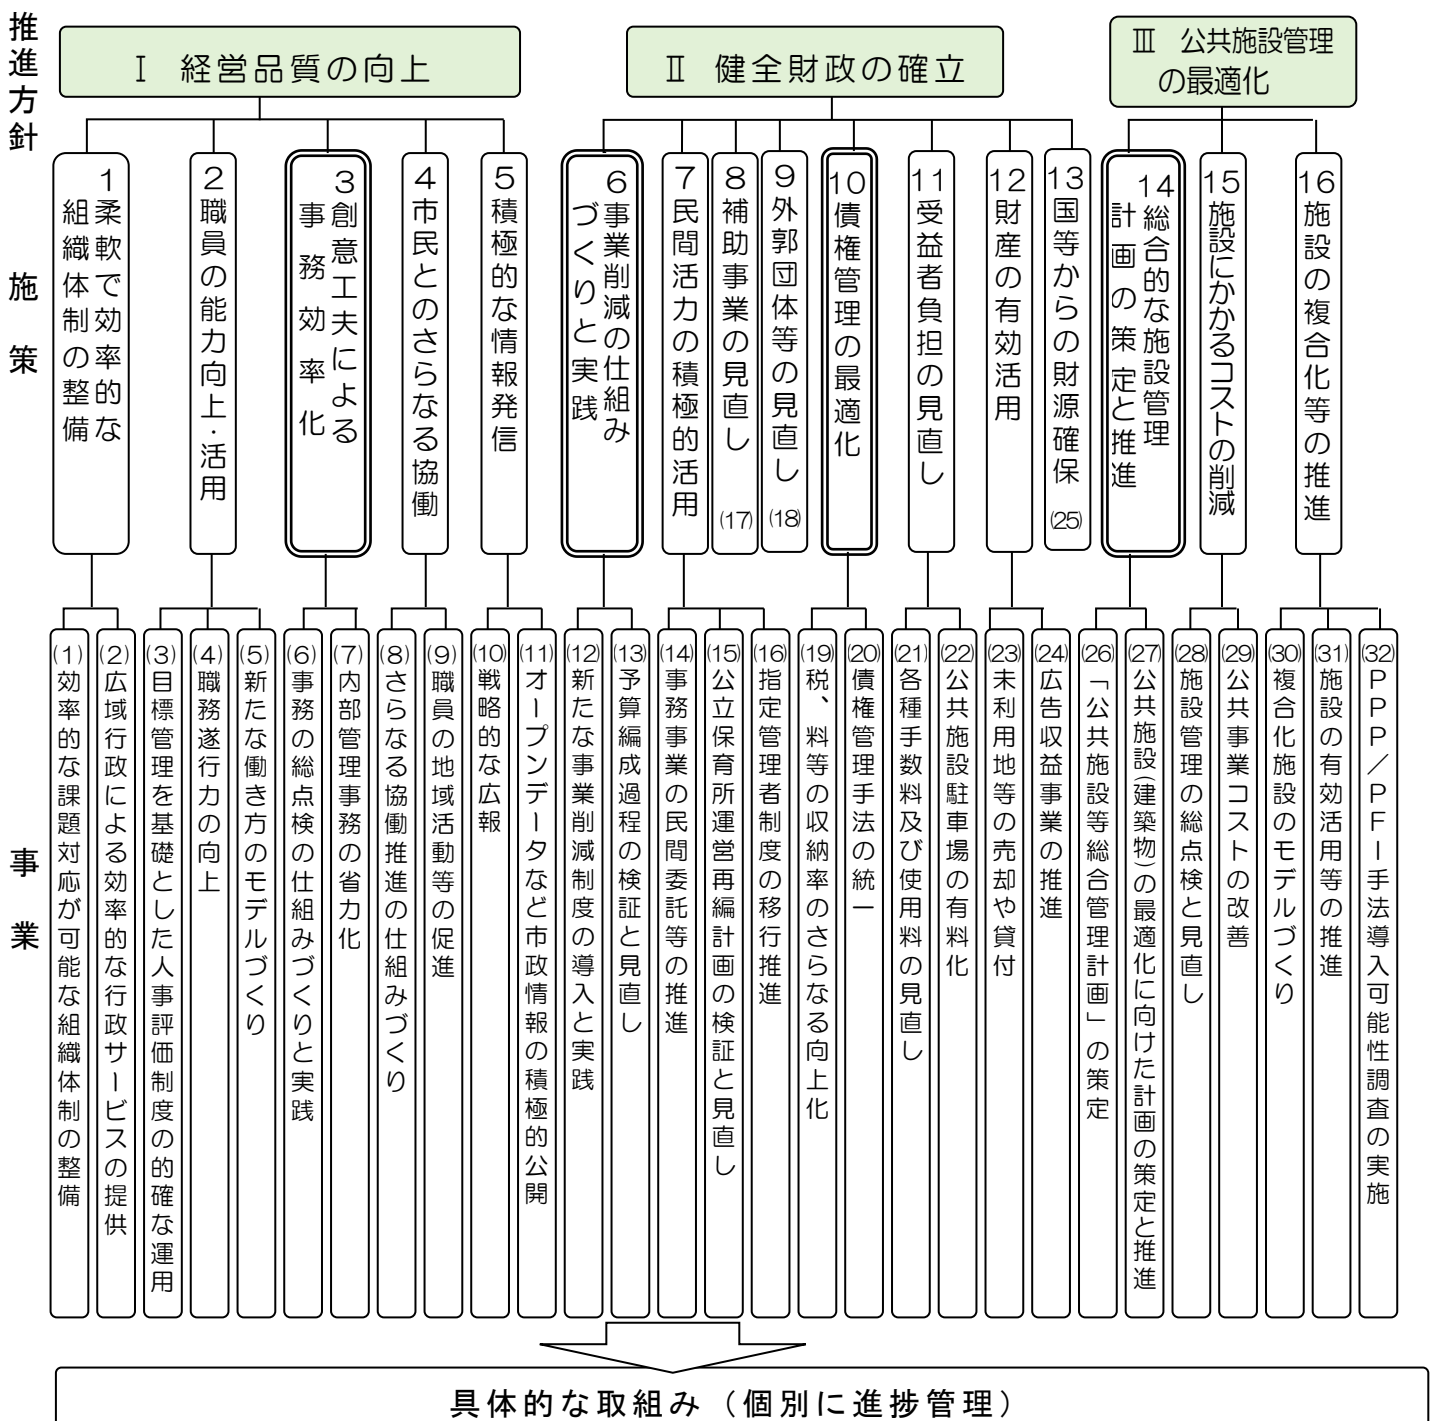 推進方針
Ⅰ 経営品質の向上
Ⅱ 健全財政の確立
Ⅲ 公共施設管理
の最適化
施策
1 柔軟で効率的な
組織体制の整備
2 職員の能力向上・活用
3 創意工夫による
事務効率化
4 市民とのさらなる協働
5 積極的な情報発信
6 事業削減の仕組み
づくりと実践
7 民間活力の積極的活用
8 補助事業の見直し (17)
9 外郭団体等の見直し (18)
10 債権管理の最適化
11 受益者負担の見直し
12 財産の有効活用
13 国等からの財源確保 (25)
14 総合的な施設管理
計画の策定と推進
15 施設にかかるコストの削減
16 施設の複合化等の推進
事業
(1) 効率的な課題対応が可能な組織体制の整備
(2) 広域行政による効率的な行政サービスの提供
(3) 目標管理を基礎とした人事評価制度の的確な運用
(4) 職務遂行力の向上
(5) 新たな働き方のモデルづくり
(6) 事務の総点検の仕組みづくりと実践
(7) 内部管理事務の省力化
(8) さらなる協働推進の仕組みづくり
(9) 職員の地域活動等の促進
(10) 戦略的な広報
(11) オープンデータなど市政情報の積極的公開
(12) 新たな事業削減制度の導入と実践
(13) 予算編成過程の検証と見直し
(14) 事務事業の民間委託等の推進
(15) 公立保育所運営再編計画の検証と見直し
(16) 指定管理者制度の移行推進
(19) 税、料等の収納率のさらなる向上化
(20) 債権管理手法の統一
(21) 各種手数料及び使用料の見直し
(22) 公共施設駐車場の有料化
(23) 未利用地等の売却や貸付
(24) 広告収益事業の推進
(26) 「公共施設等総合管理計画」の策定
(27) 公共施設(建築物)の最適化に向けた計画の策定と推進
(28) 施設管理の総点検と見直し
(29) 公共事業コストの改善
(30) 複合化施設のモデルづくり
(31) 施設の有効活用等の推進
(32) PPP/PFI手法導入可能性調査の実施
具体的な取組み（個別に進捗管理）